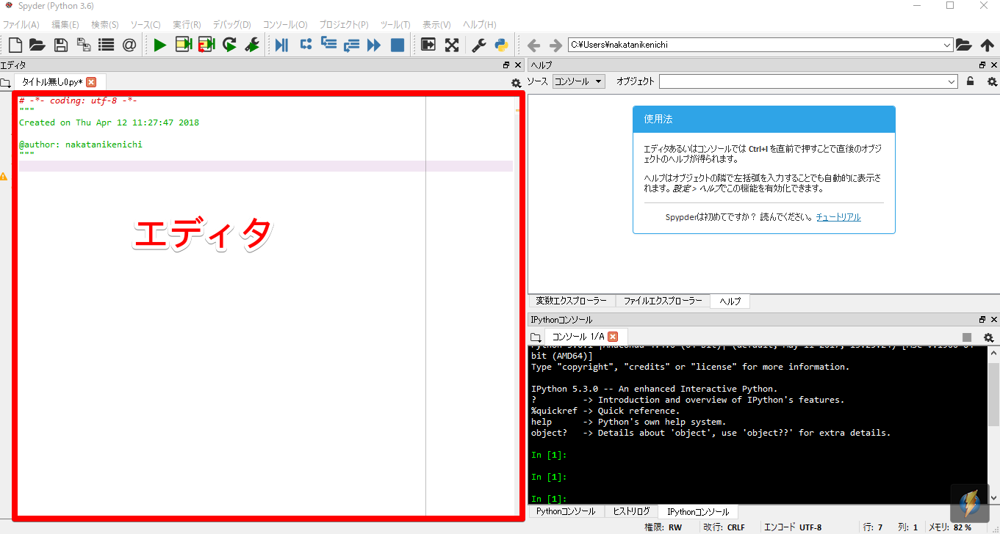 Spyder (Python 3.6)
ファイル(A) 編集(E) 検索(S) ソース(C) 実行(R) デバッグ(D) コンソール(O) プロジェクト(P) ツール(T) 表示(V) ヘルプ(H)
C:¥Users¥nakatanikenichi
エディタ
タイトル無し0.py*
# -*- coding: utf-8 -*-
"""
Created on Thu Apr 12 11:27:47 2018
@author: nakatanikenichi
"""
エディタ
ヘルプ
ソース コンソール オブジェクト
使用法
エディタあるいはコンソールでは Ctrl+I を直前で押すことで直後のオブジ
ェクトのヘルプが得られます。
ヘルプはオブジェクトの隣で左括弧を入力することでも自動的に表示さ
れます。設定 > ヘルプでこの機能を有効化できます。
Spypderは初めてですか？ 読んでください。 チュートリアル
変数エクスプローラー ファイルエクスプローラー ヘルプ
IPythonコンソール
コンソール 1/A
bit (AMD64)]
Type "copyright", "credits" or "license" for more information.
IPython 5.3.0 -- An enhanced Interactive Python.
? -> Introduction and overview of IPython's features.
%quickref -> Quick reference.
help -> Python's own help system.
object? -> Details about 'object', use 'object??' for extra details.
In [1]:
In [1]:
In [1]:
Pythonコンソール ヒストリログ IPythonコンソール
権限: RW 改行: CRLF エンコード UTF-8 行: 7 列: 1 メモリ: 82 %